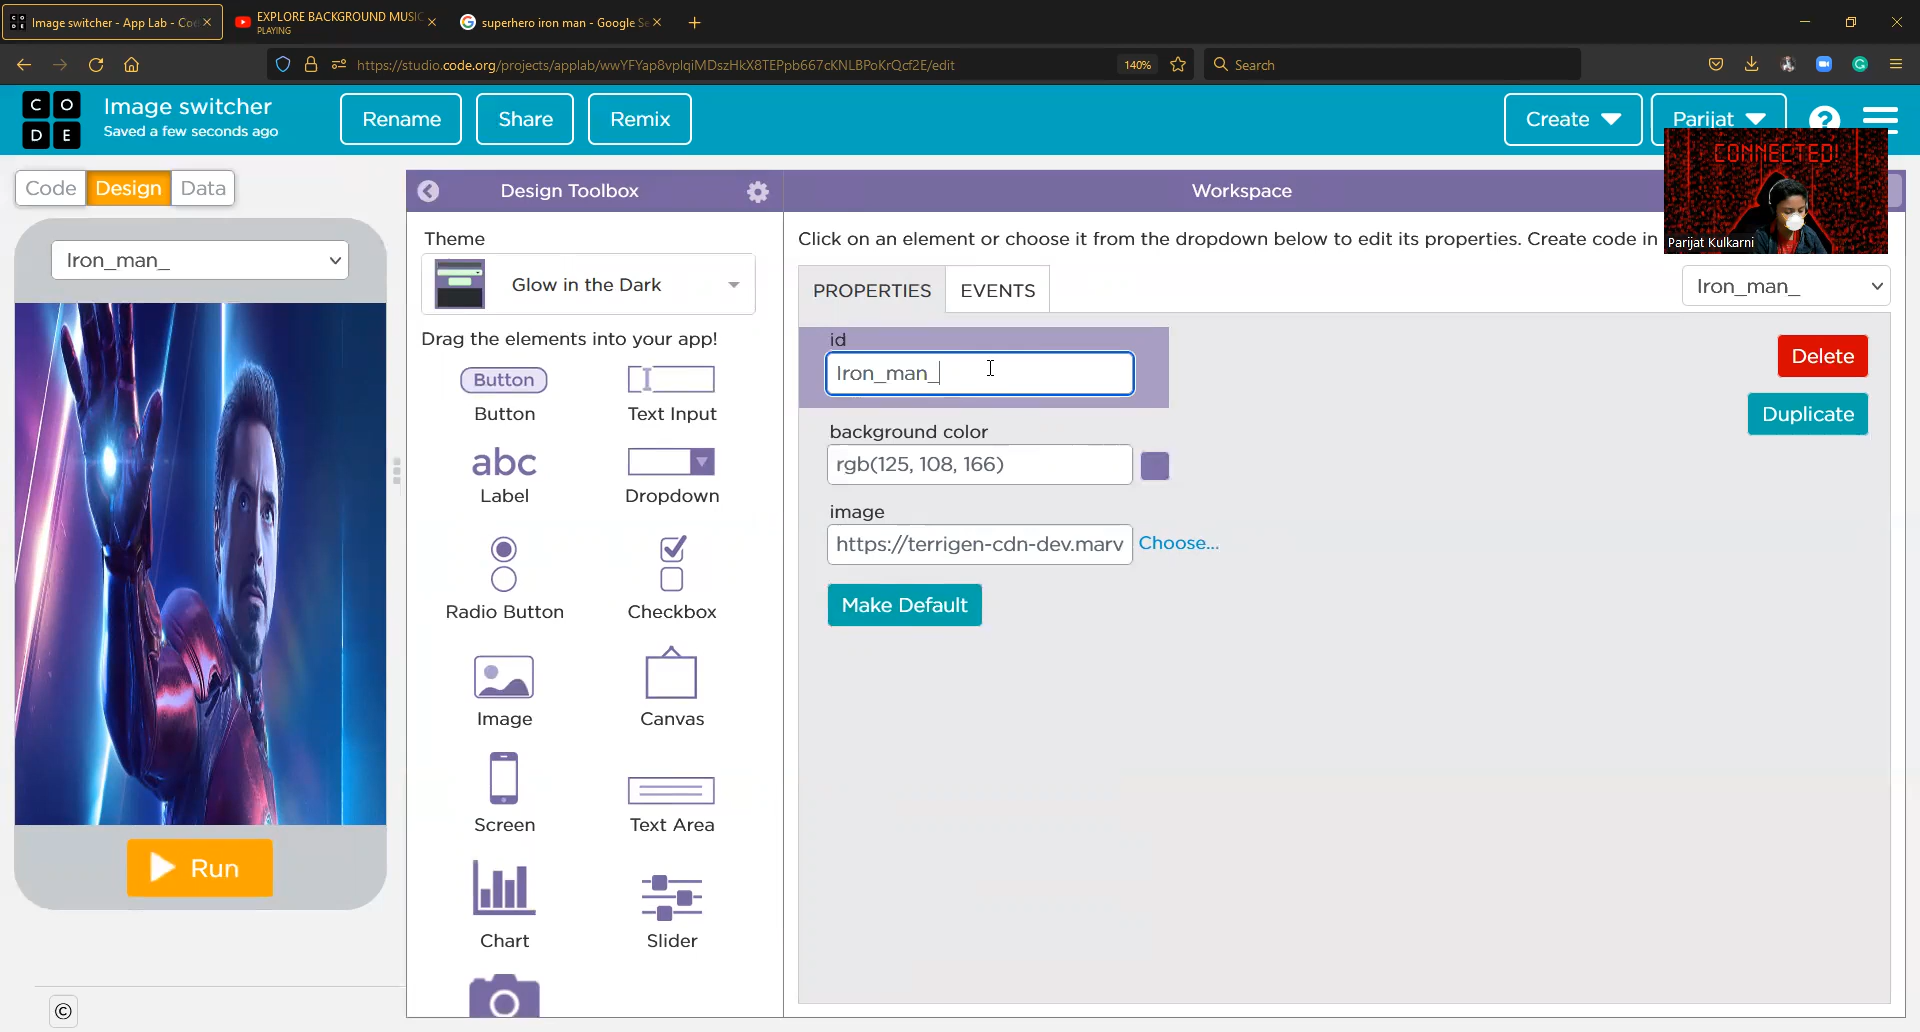 Image switcher - App Lab - Co
EXPLORE BACKGROUND MUSIC
PLAYING
superhero iron man - Google Se
https://studio.code.org/projects/applab/wwYFYap8vplqiMDszHkX8TEPpb667cKNLBPoKrQcf2E/edit
140%
Search
C O
D E
Image switcher
Saved a few seconds ago
Rename
Share
Remix
Create
Parijat
?
CONNECTED!
Parijat Kulkarni
Code
Design
Data
Design Toolbox
Workspace
Iron_man_
Theme
Glow in the Dark
Drag the elements into your app!
Button
Button
Text Input
abc
Label
Dropdown
Radio Button
Checkbox
Image
Canvas
Screen
Text Area
Chart
Slider
Run
©
Click on an element or choose it from the dropdown below to edit its properties. Create code in
PROPERTIES
EVENTS
Iron_man_
id
Iron_man_
Delete
Duplicate
background color
rgb(125, 108, 166)
image
https://terrigen-cdn-dev.marv
Choose...
Make Default